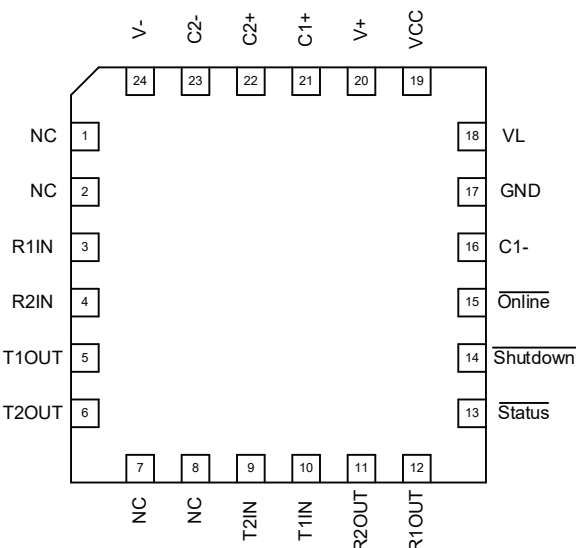 V- C2- C2+ C1+ V+ VCC
24 23 22 21 20 19
NC 1 18 VL
NC 2 17 GND
R1IN 3 16 C1-
R2IN 4 15 Online
T1OUT 5 14 Shutdown
T2OUT 6 13 Status
7 8 9 10 11 12
NC NC T2IN T1IN R2OUT R1OUT